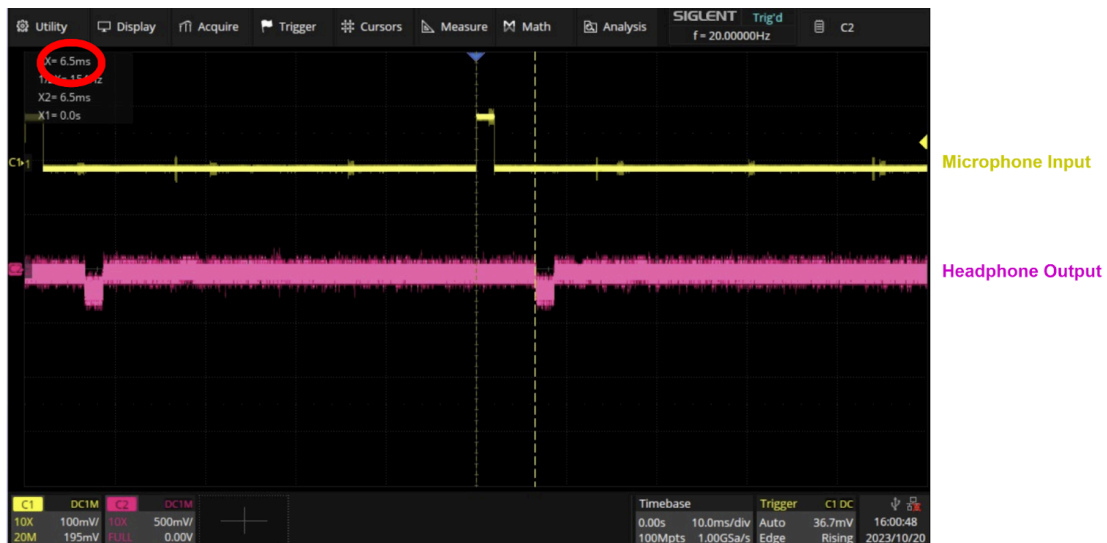 Utility Display Acquire Trigger Cursors Measure Math Analysis SIGLENT Trig'd C2
f = 20.00000Hz
X= 6.5ms
X2= 6.5ms
X1= 0.0s
C1 1
Microphone Input
Headphone Output
C1 DC1M C2 DC1M Timebase Trigger C1 DC
10X 100mV/ 10X 500mV/ 0.00s 10.0ms/div Auto 36.7mV 16:00:48
20M 195mV FULL 0.00V 100Mpts 1.00GSa/s Edge Rising 2023/10/20